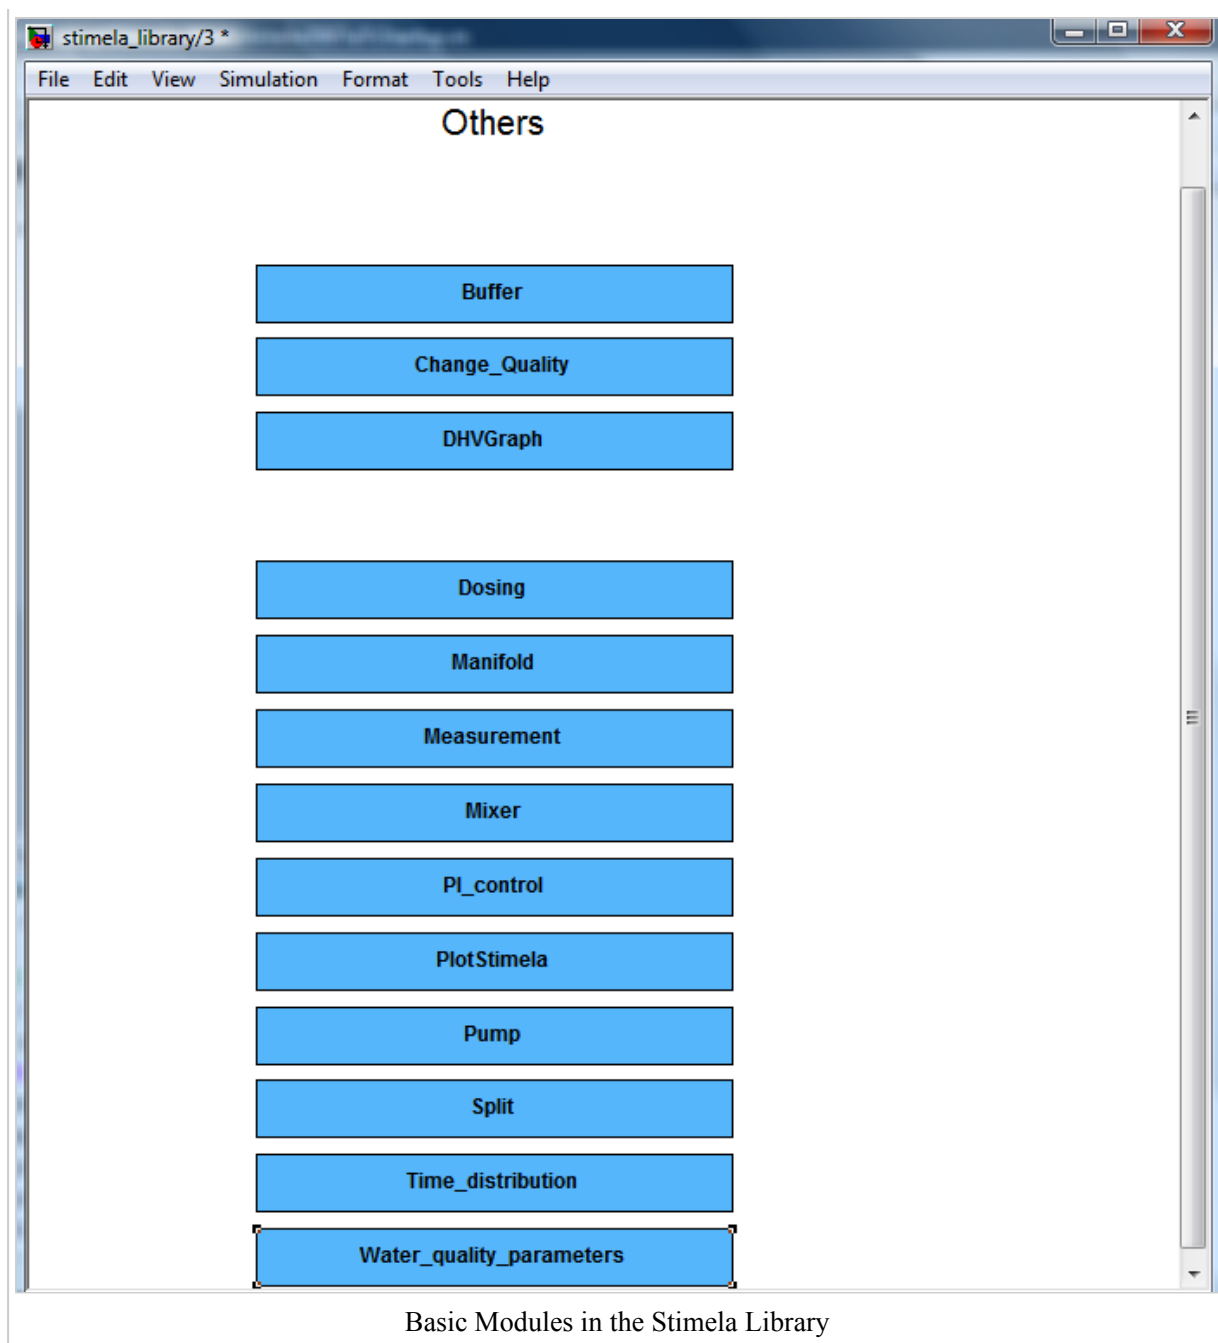 stimela_library/3 *
File Edit View Simulation Format Tools Help
Others
Buffer
Change_Quality
DHVGraph
Dosing
Manifold
Measurement
Mixer
PI_control
PlotStimela
Pump
Split
Time_distribution
Water_quality_parameters
Basic Modules in the Stimela Library